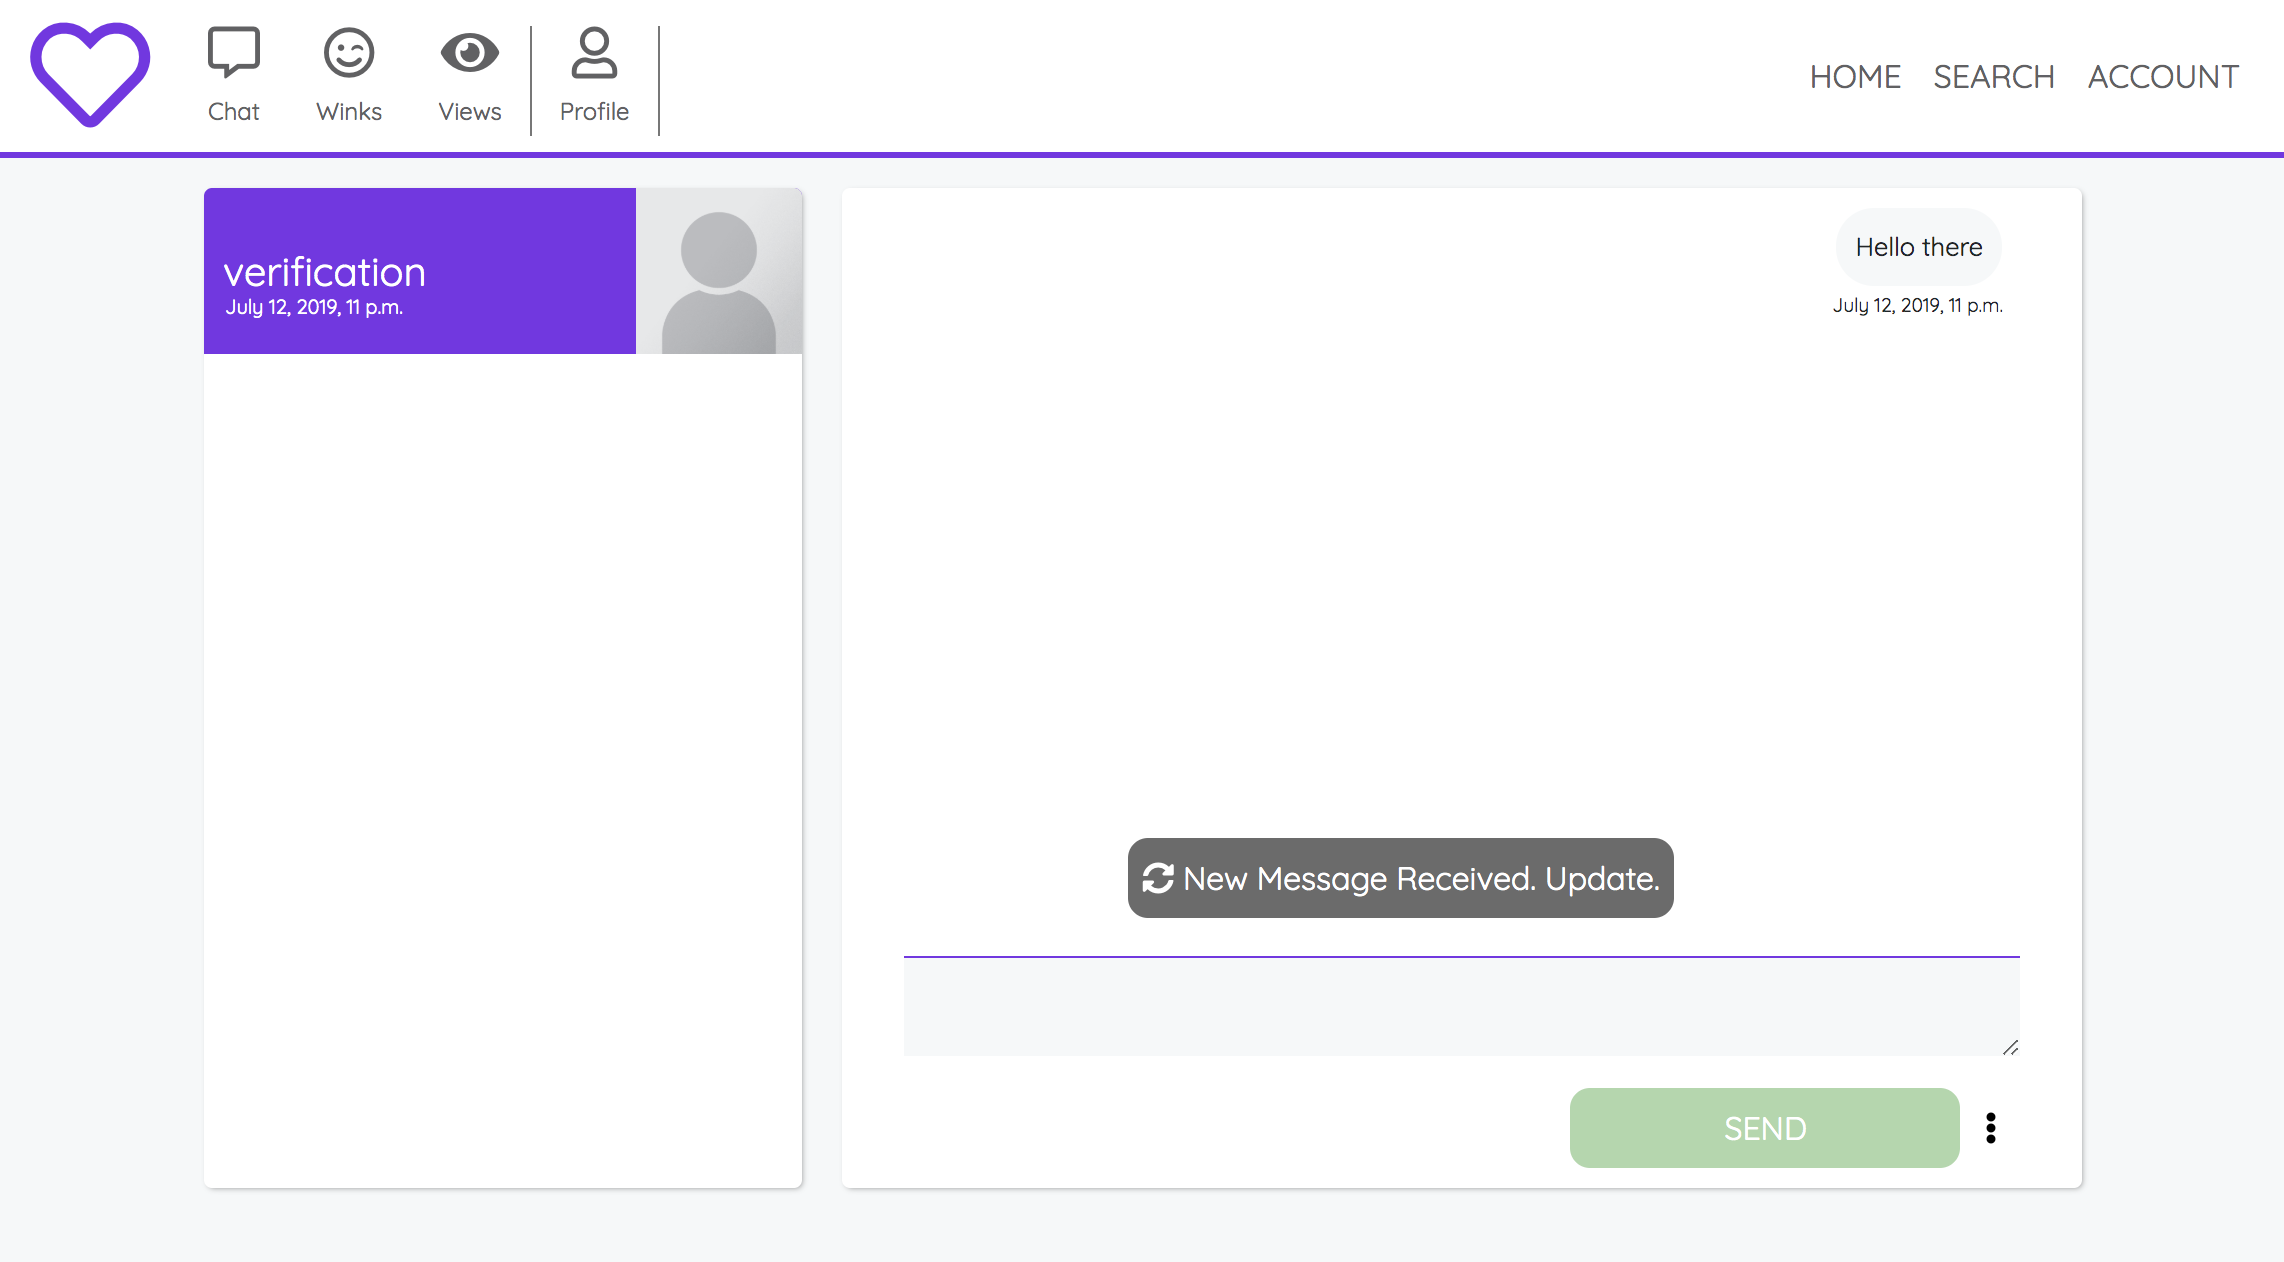 Chat
Winks
Views
Profile
HOME
SEARCH
ACCOUNT
verification
July 12, 2019, 11 p.m.
Hello there
July 12, 2019, 11 p.m.
New Message Received. Update.
SEND